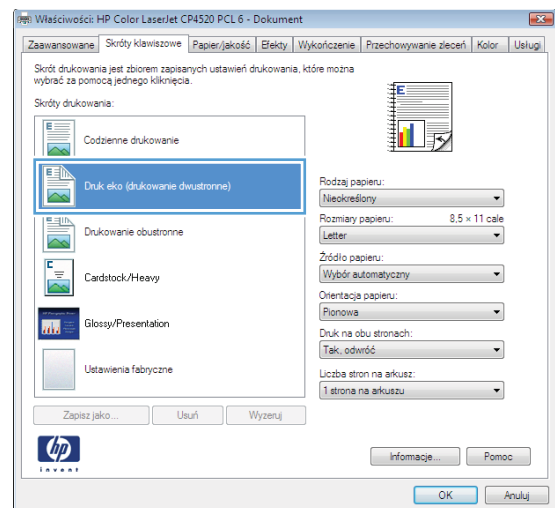 Właściwości: HP Color LaserJet CP4520 PCL 6 - Dokument
Zaawansowane Skróty klawiszowe Papier/jakość Efekty Wykończenie Przechowywanie zleceń Kolor Usługi
Skrót drukowania jest zbiorem zapisanych ustawień drukowania, które można
wybrać za pomocą jednego kliknięcia.
Skróty drukowania:
Codzienne drukowanie
Druk eko (drukowanie dwustronne)
Drukowanie obustronne
Cardstock/Heavy
Glossy/Presentation
Ustawienia fabryczne
Zapisz jako... Usuń Wyzeruj
Rodzaj papieru:
Nieokreślony
Rozmiary papieru: 8,5 × 11 cale
Letter
Źródło papieru:
Wybór automatyczny
Orientacja papieru:
Pionowa
Druk na obu stronach:
Tak, odwróć
Liczba stron na arkusz:
1 strona na arkuszu
hp
invent
Informacje... Pomoc
OK Anuluj